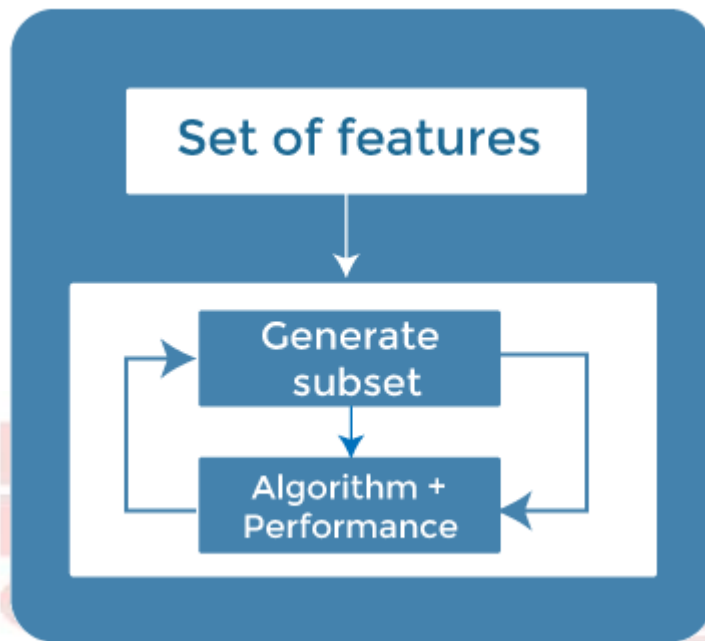 Set of features
Generate
subset
Algorithm +
Performance